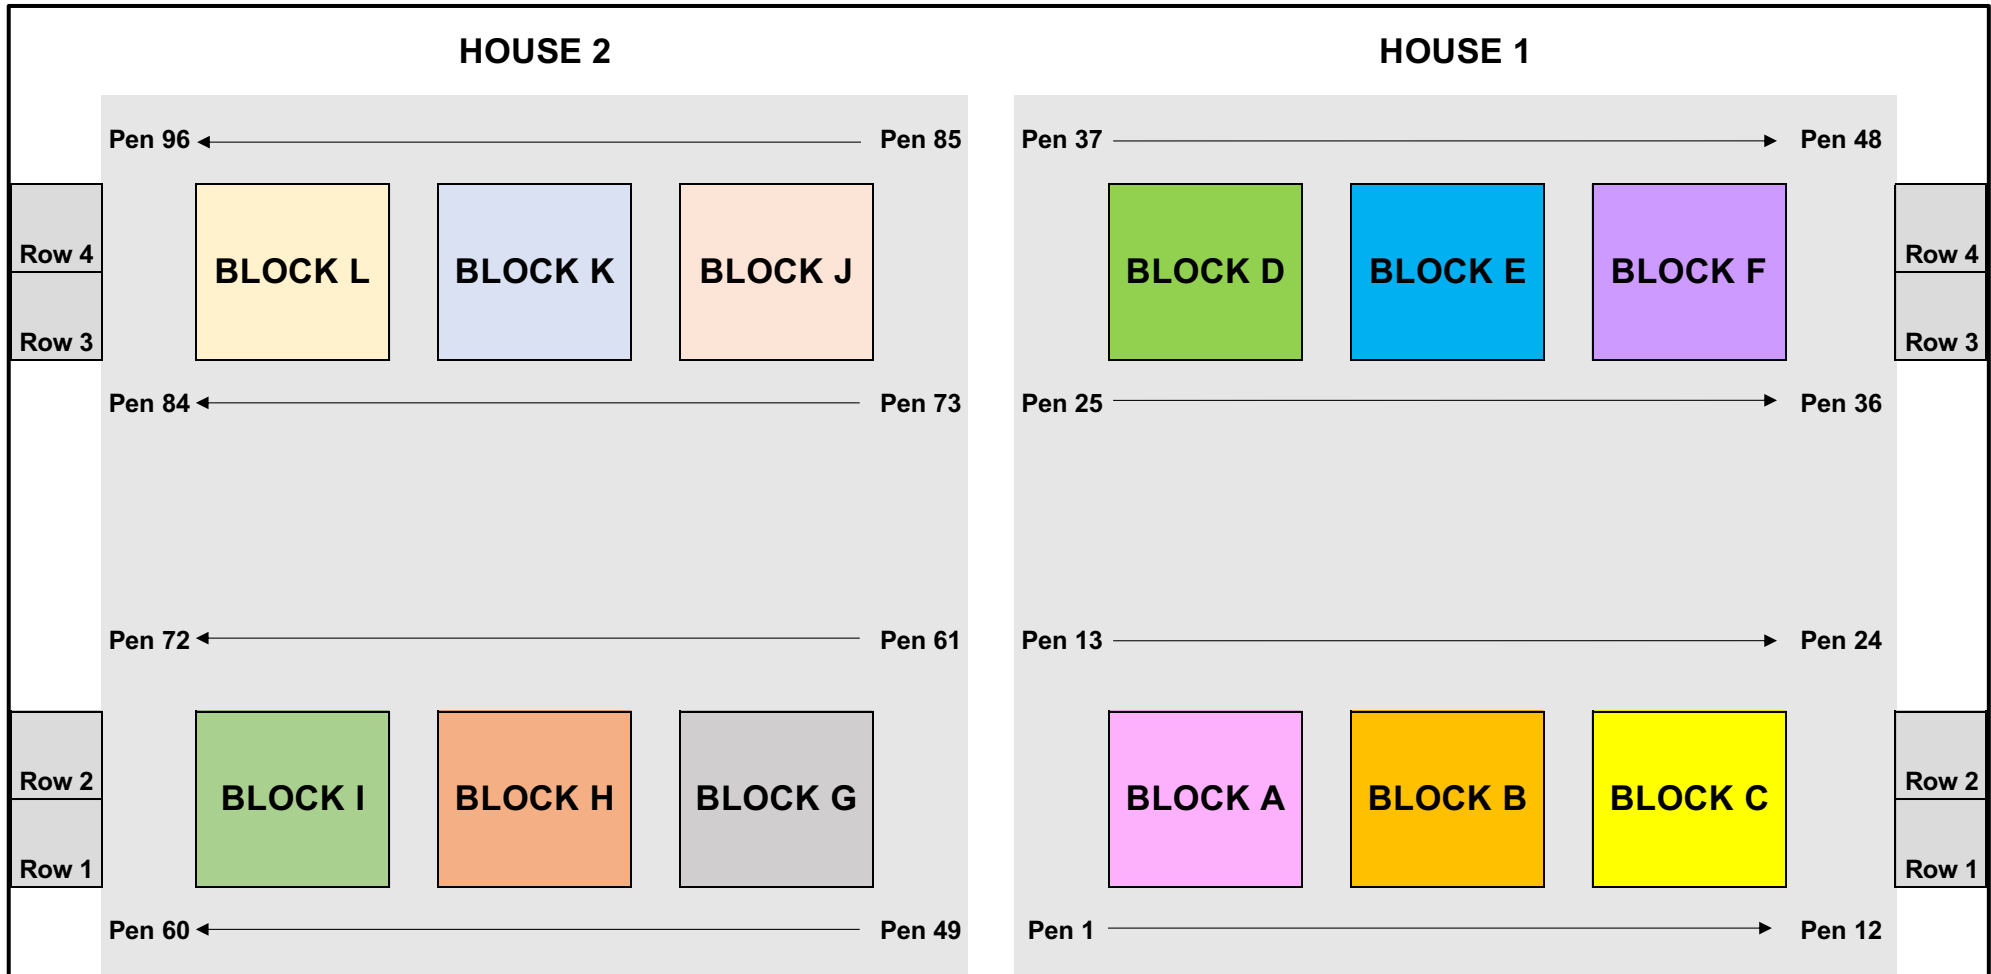 HOUSE 2 HOUSE 1
Pen 96 Pen 85 Pen 37 Pen 48
Row 4 Row 4
BLOCK L BLOCK K BLOCK J BLOCK D BLOCK E BLOCK F
Row 3 Row 3
Pen 84 Pen 73 Pen 25 Pen 36
Pen 72 Pen 61 Pen 13 Pen 24
Row 2 Row 2
BLOCK I BLOCK H BLOCK G BLOCK A BLOCK B BLOCK C
Row 1 Row 1
Pen 60 Pen 49 Pen 1 Pen 12